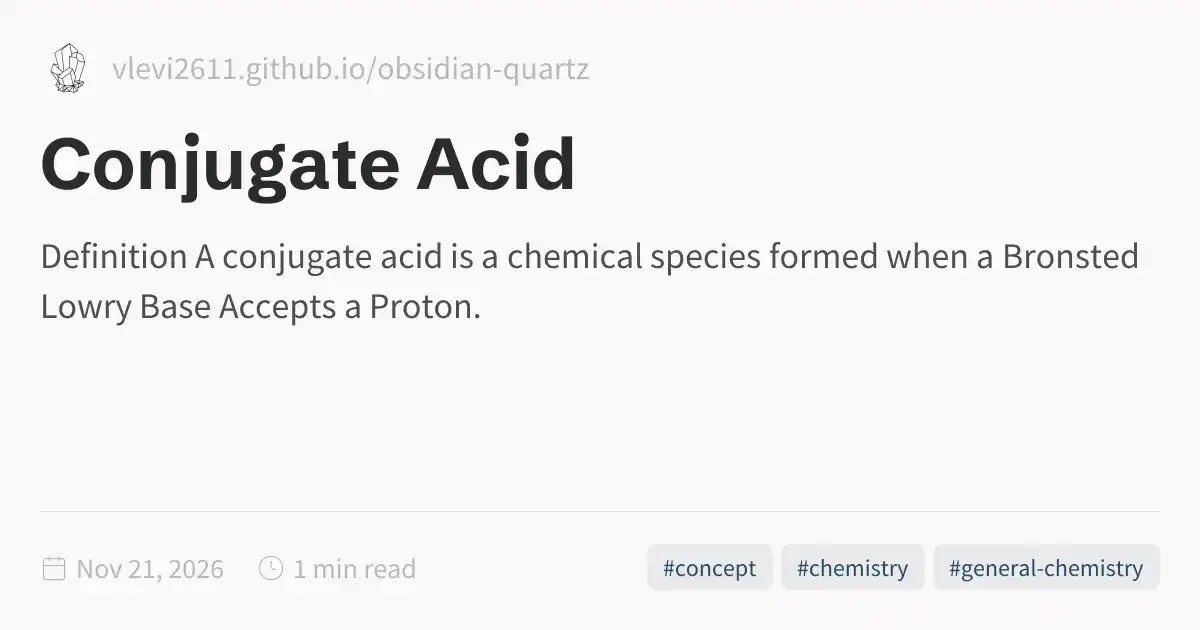 vlevi2611.github.io/obsidian-quartz
Conjugate Acid
Definition A conjugate acid is a chemical species formed when a Bronsted
Lowry Base Accepts a Proton.
Nov 21, 2026 1 min read #concept #chemistry #general-chemistry